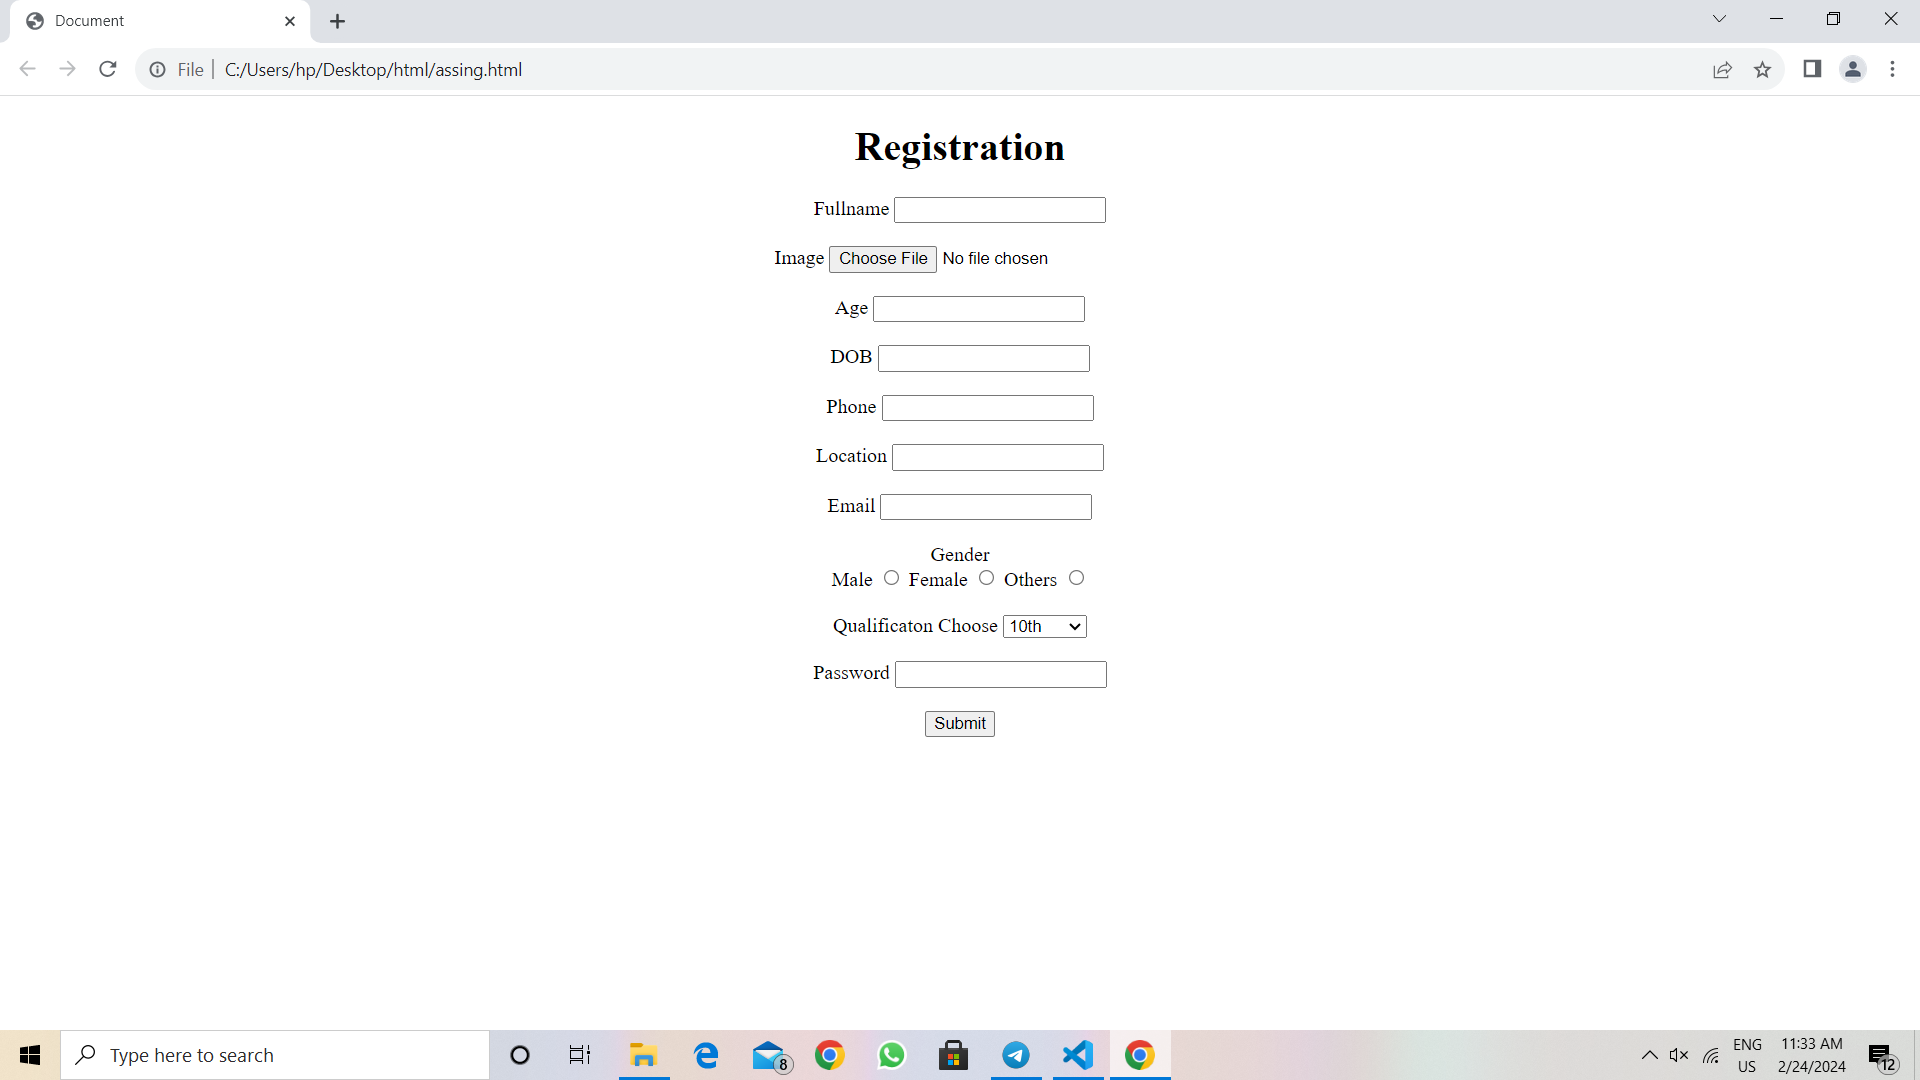 Document
File | C:/Users/hp/Desktop/html/assing.html
Registration
Fullname
Image Choose File No file chosen
Age
DOB
Phone
Location
Email
Gender
Male Female Others
Qualificaton Choose 10th
Password
Submit
Type here to search
8
ENG
US
11:33 AM
2/24/2024
12